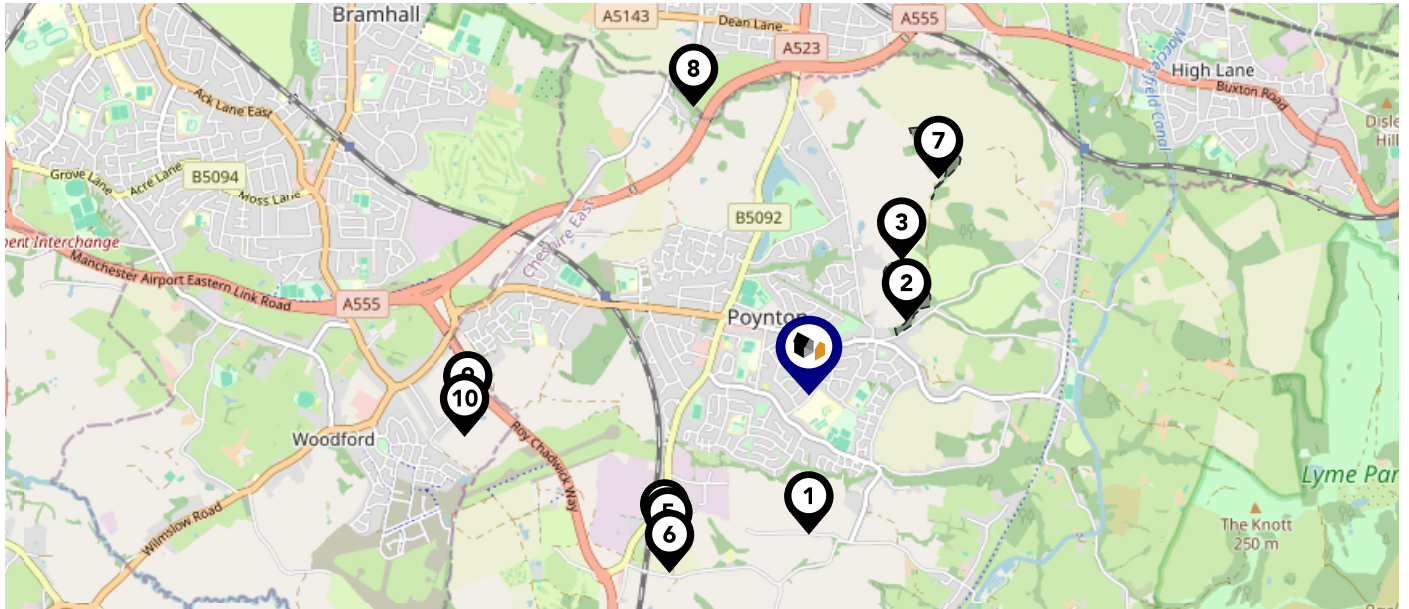 Bramhall
A5143
Dean Lane
A555
A523
8
High Lane
Buxton Road
Macclesfield Canal
Ack Lane East
Disle
Hill
7
Grove Lane
Acre Lane
B5094
Moss Lane
B5092
3
Cheshire East
Interchange
Manchester Airport Eastern Link Road
A555
2
Poynton
9
10
Woodford
Roy Chadwick Way
1
5
6
Lyme Par
The Knott
250 m
Wilmslow Road